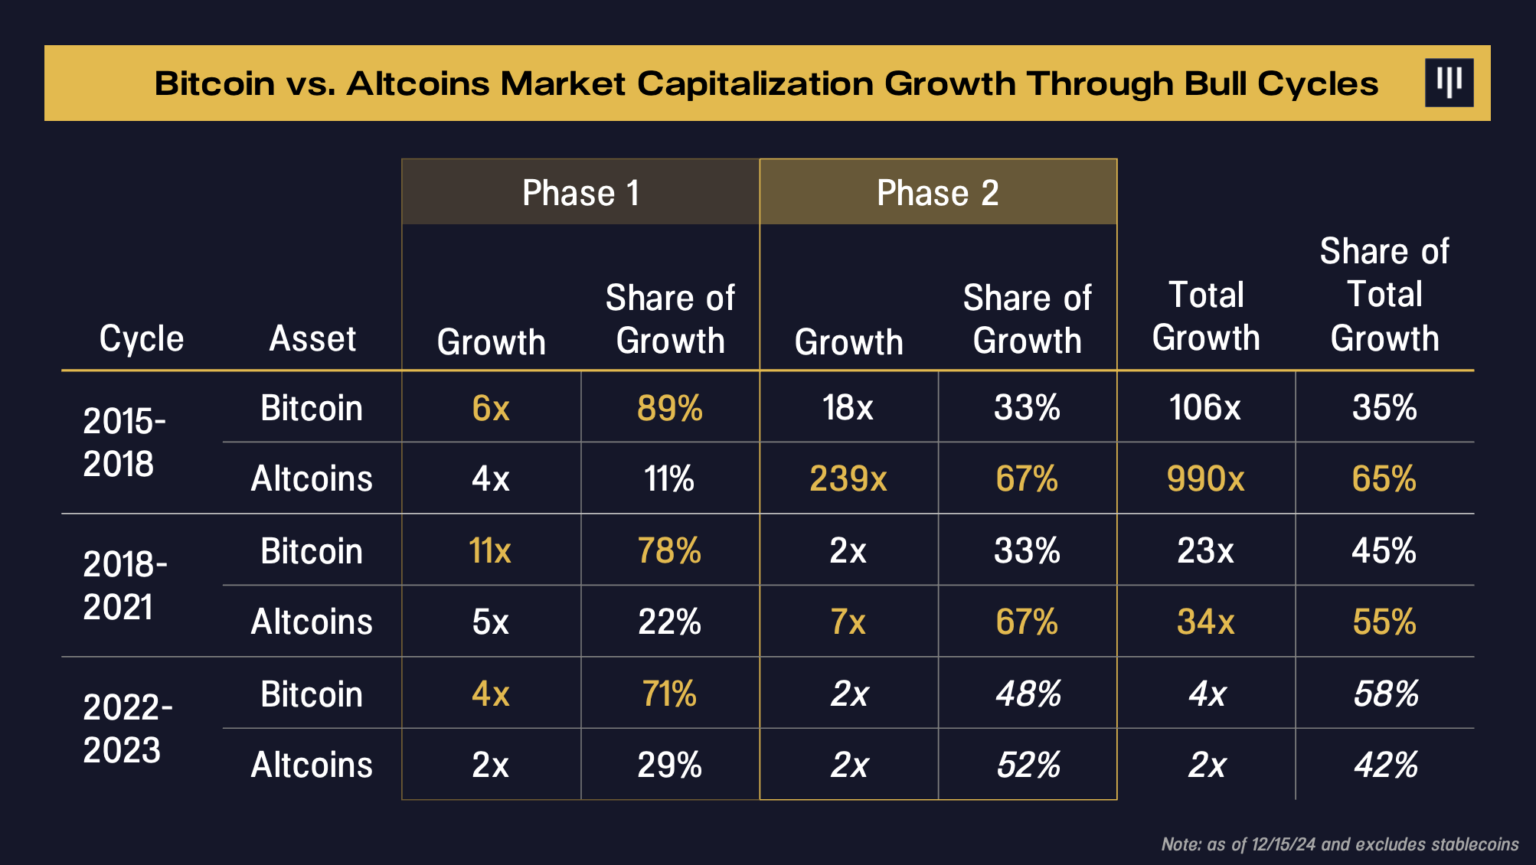 Bitcoin vs. Altcoins Market Capitalization Growth Through Bull Cycles
Phase 1 Phase 2
Cycle Asset Growth Share of Growth Growth Share of Growth Total Growth Share of Total Growth
2015-2018 Bitcoin 6x 89% 18x 33% 106x 35%
Altcoins 4x 11% 239x 67% 990x 65%
2018-2021 Bitcoin 11x 78% 2x 33% 23x 45%
Altcoins 5x 22% 7x 67% 34x 55%
2022-2023 Bitcoin 4x 71% 2x 48% 4x 58%
Altcoins 2x 29% 2x 52% 2x 42%
Note: as of 12/15/24 and excludes stablecoins